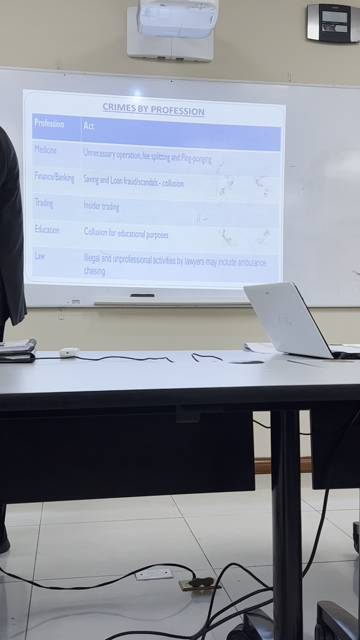 CRIMES BY PROFESSION
Profession Act
Medicine Unnecessary operation, fee splitting and Ping-ponging
Finance/Banking Saving and Loan fraud/scandals - collusion
Trading Insider trading
Education Collusion for educational purposes
Law Illegal and unprofessional activities by lawyers may include ambulance
chasing